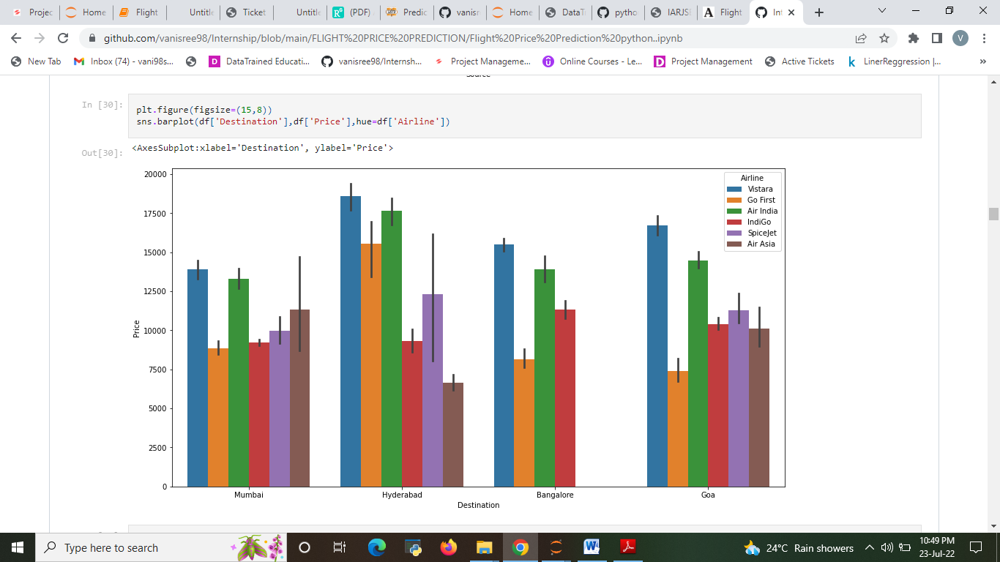 Projec
Home
Flight
Untitle
Ticket
Untitle
(PDF)
Predic
vanisr
Home
DataTr
python
IARJSE
Flight
Int
github.com/vanisree98/Internship/blob/main/FLIGHT%20PRICE%20PREDICTION/Flight%20Price%20Prediction%20python..ipynb
V
New Tab
Inbox (74) - vani98s...
DataTrained Educati...
vanisree98/Internsh...
Project Manageme...
Online Courses - Le...
Project Management
Active Tickets
LinerReggression |...
»
Source
In [30]:
plt.figure(figsize=(15,8))
sns.barplot(df['Destination'],df['Price'],hue=df['Airline'])
Out[30]:
<AxesSubplot:xlabel='Destination', ylabel='Price'>
20000
17500
15000
12500
10000
7500
5000
2500
0
Price
Airline
Vistara
Go First
Air India
IndiGo
SpiceJet
Air Asia
Mumbai
Hyderabad
Bangalore
Goa
Destination
Type here to search
24°C Rain showers
10:49 PM
23-Jul-22